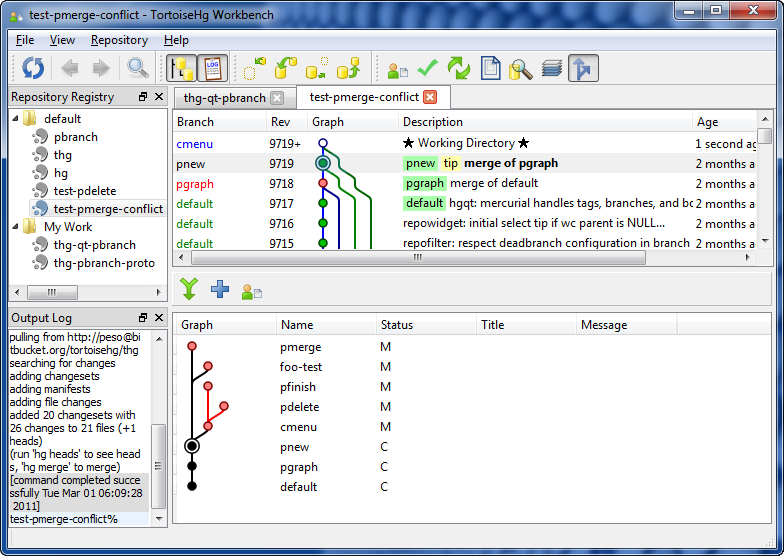 test-pmerge-conflict - TortoiseHg Workbench
File View Repository Help
LOG
Repository Registry
default
pbranch
thg
hg
test-pdelete
test-pmerge-conflict
My Work
thg-qt-pbranch
thg-pbranch-proto
Output Log
pulling from http://peso@bi
tbucket.org/tortoisehg/thg
searching for changes
adding changesets
adding manifests
adding file changes
added 20 changesets with
26 changes to 21 files (+1
heads)
(run 'hg heads' to see head
s, 'hg merge' to merge)
[command completed succe
ssfully Tue Mar 01 06:09:28
2011]
test-pmerge-conflict%
thg-qt-pbranch test-pmerge-conflict
Branch Rev Graph Description Age
cmenu 9719+ ★ Working Directory ★ 1 second ag
pnew 9719 pnew tip merge of pgraph 2 months a
pgraph 9718 pgraph merge of default 2 months a
default 9717 default hgqt: mercurial handles tags, branches, and bo 2 months a
default 9716 repowidget: initial select tip if wc parent is NULL... 2 months a
default 9715 repofilter: respect deadbranch configuration in branch 2 months a
Graph Name Status Title Message
pmerge M
foo-test M
pfinish M
pdelete M
cmenu M
pnew C
pgraph C
default C